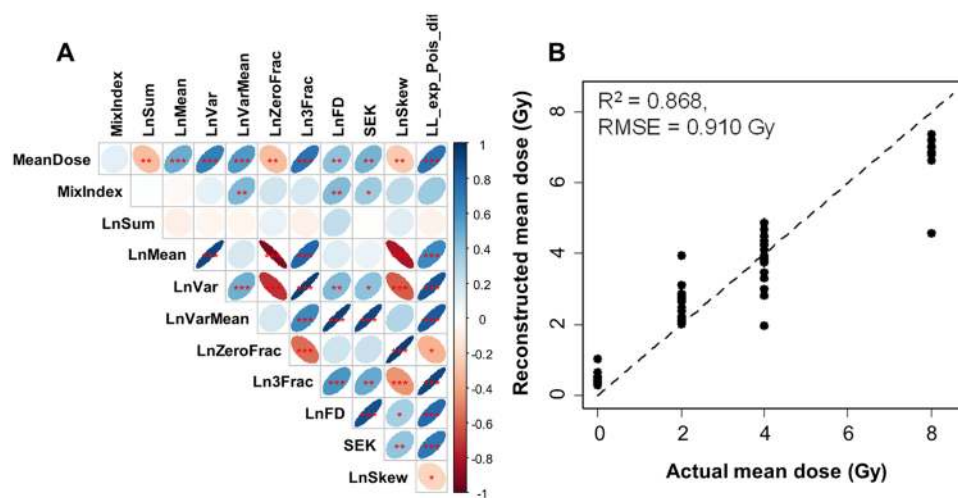 A
MixIndex
LnSum
LnMean
LnVar
LnVarMean
LnZeroFrac
Ln3Frac
LnFD
SEK
LnSkew
LL_exp_Pois_dif
MeanDose
MixIndex
LnSum
LnMean
LnVar
LnVarMean
LnZeroFrac
Ln3Frac
LnFD
SEK
LnSkew
1
0.8
0.6
0.4
0.2
0
-0.2
-0.4
-0.6
-0.8
-1
B
R² = 0.868,
RMSE = 0.910 Gy
Reconstructed mean dose (Gy)
8
6
4
2
0
0 2 4 6 8
Actual mean dose (Gy)